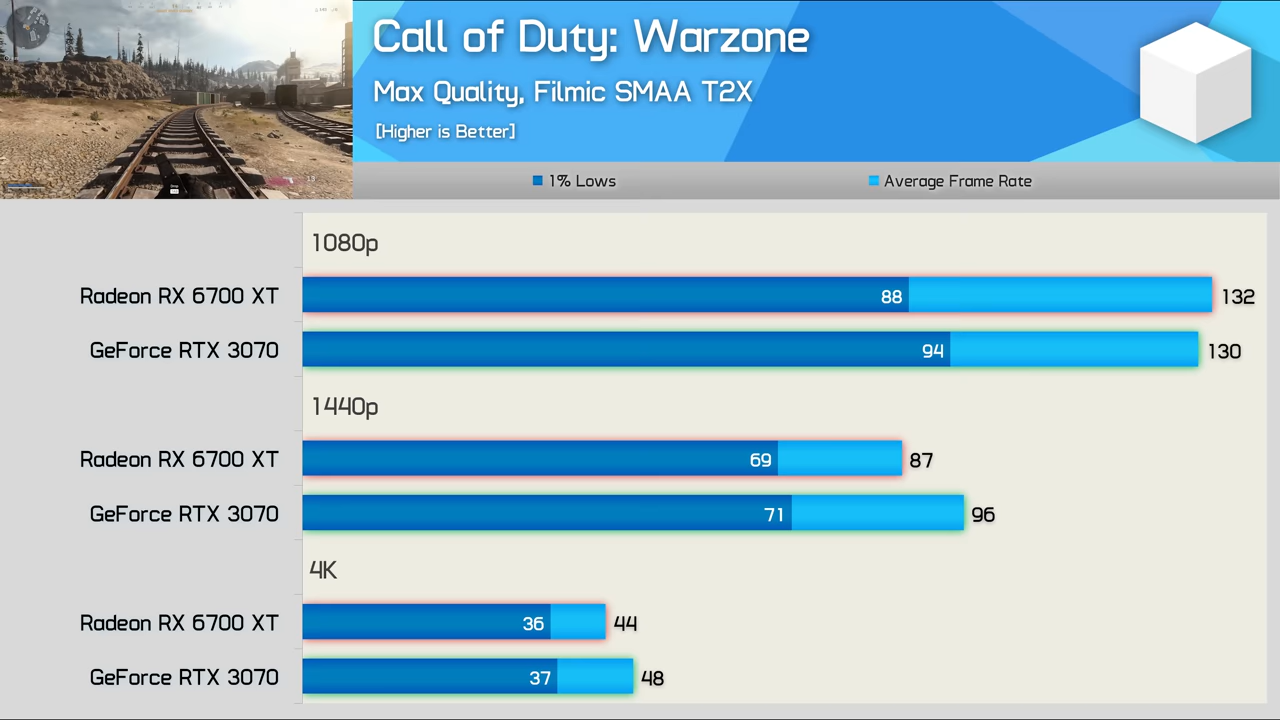 Call of Duty: Warzone
Max Quality, Filmic SMAA T2X
[Higher is Better]
1% Lows
Average Frame Rate
1080p
Radeon RX 6700 XT 88 132
GeForce RTX 3070 94 130
1440p
Radeon RX 6700 XT 69 87
GeForce RTX 3070 71 96
4K
Radeon RX 6700 XT 36 44
GeForce RTX 3070 37 48